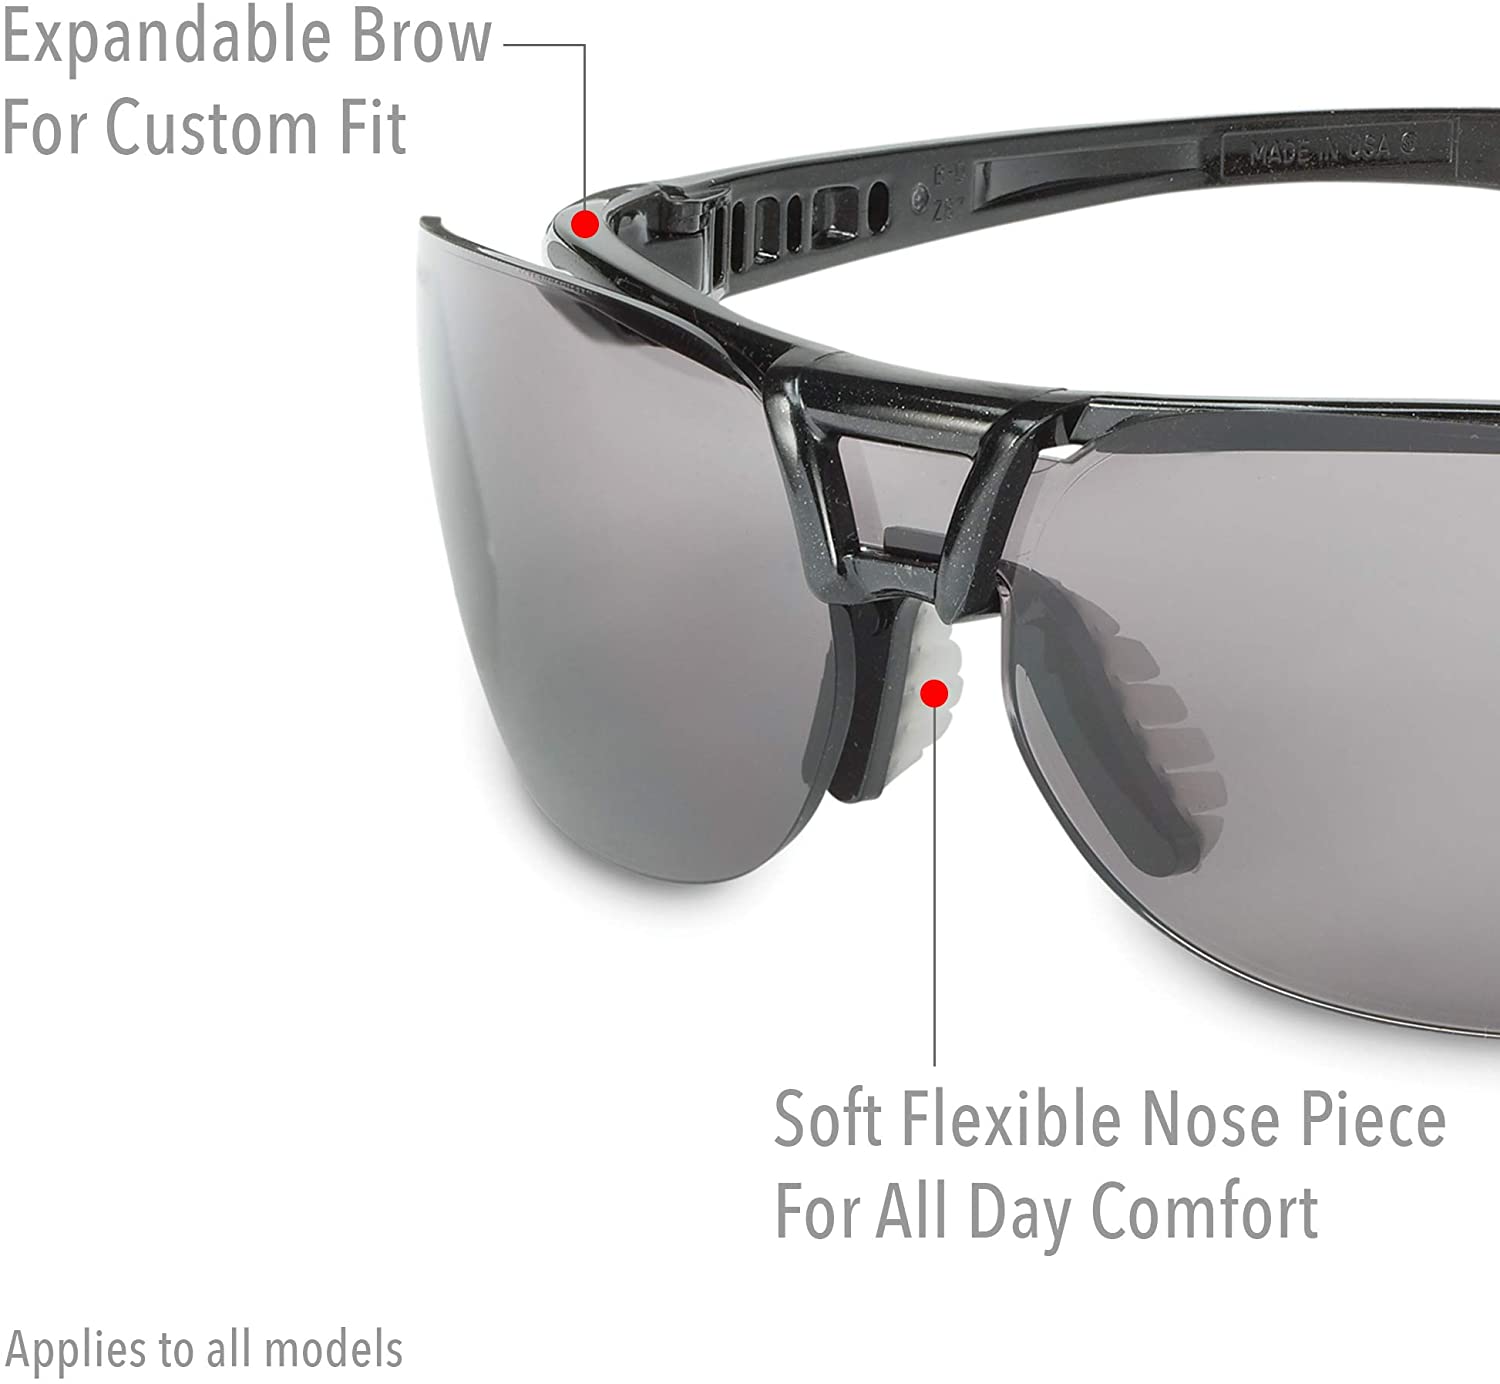 Expandable Brow
For Custom Fit
MADE IN USA
Soft Flexible Nose Piece
For All Day Comfort
Applies to all models